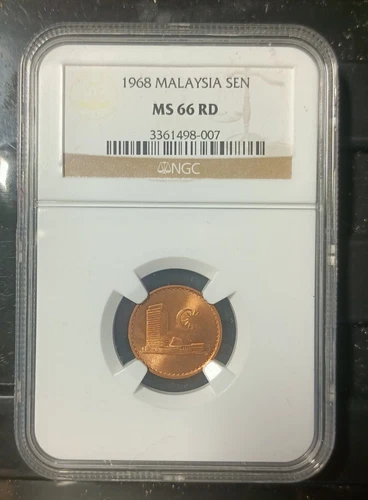 1968 MALAYSIA SEN
MS 66 RD
3361498-007
NGC